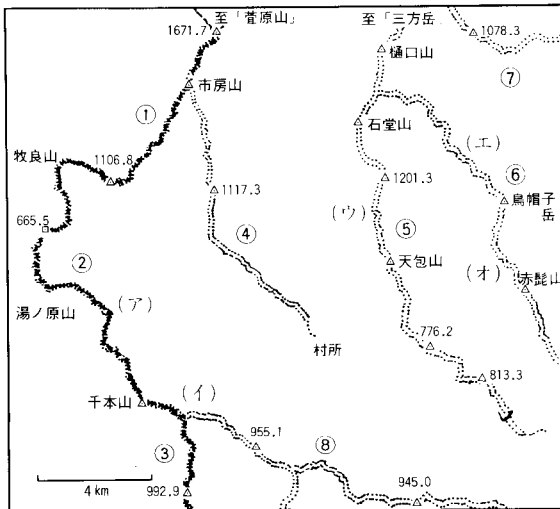 至「菅原山」
至「三方岳」
1671.7
1078.3
樋口山
⑦
市房山
①
石堂山
(エ)
牧良山
1106.8
1117.3
1201.3
⑥
烏帽子
岳
665.5
④
(ウ)
⑤
②
天包山
(オ)
赤髭山
湯ノ原山
(ア)
村所
776.2
813.3
千本山
(イ)
955.1
⑧
③
4 km
992.9
945.0